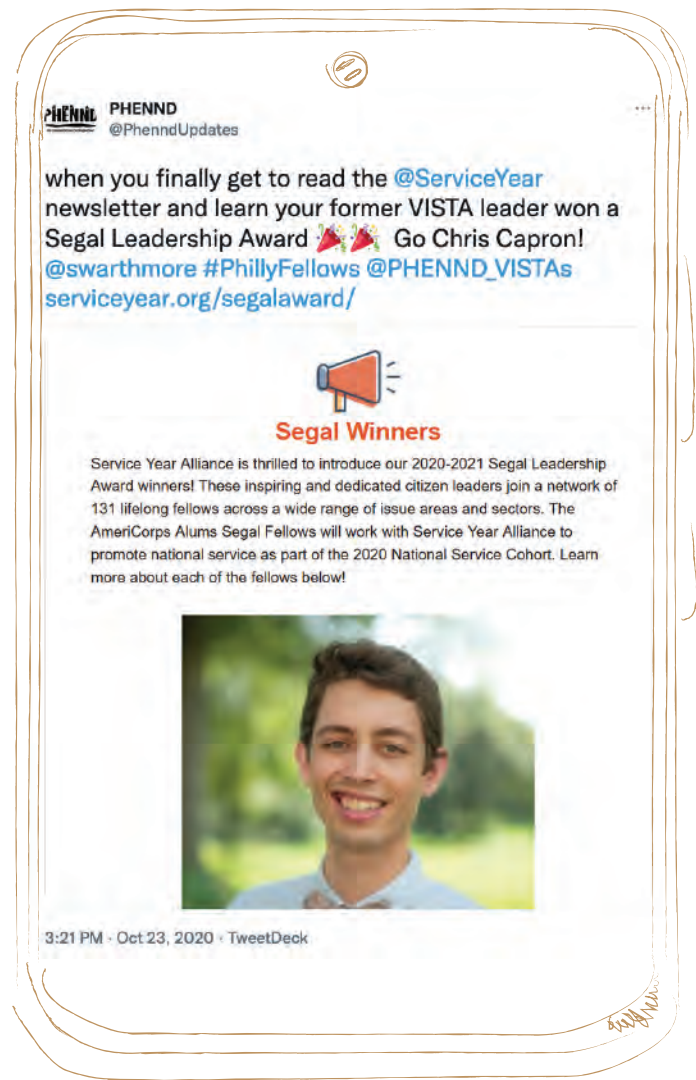 PHENND
PHENND
@PhenndUpdates
when you finally get to read the @ServiceYear
newsletter and learn your former VISTA leader won a
Segal Leadership Award 🎉🎉 Go Chris Capron!
@swarthmore #PhillyFellows @PHENND_VISTAs
serviceyear.org/segalaward/
Segal Winners
Service Year Alliance is thrilled to introduce our 2020-2021 Segal Leadership
Award winners! These inspiring and dedicated citizen leaders join a network of
131 lifelong fellows across a wide range of issue areas and sectors. The
AmeriCorps Alums Segal Fellows will work with Service Year Alliance to
promote national service as part of the 2020 National Service Cohort. Learn
more about each of the fellows below!
3:21 PM · Oct 23, 2020 · TweetDeck